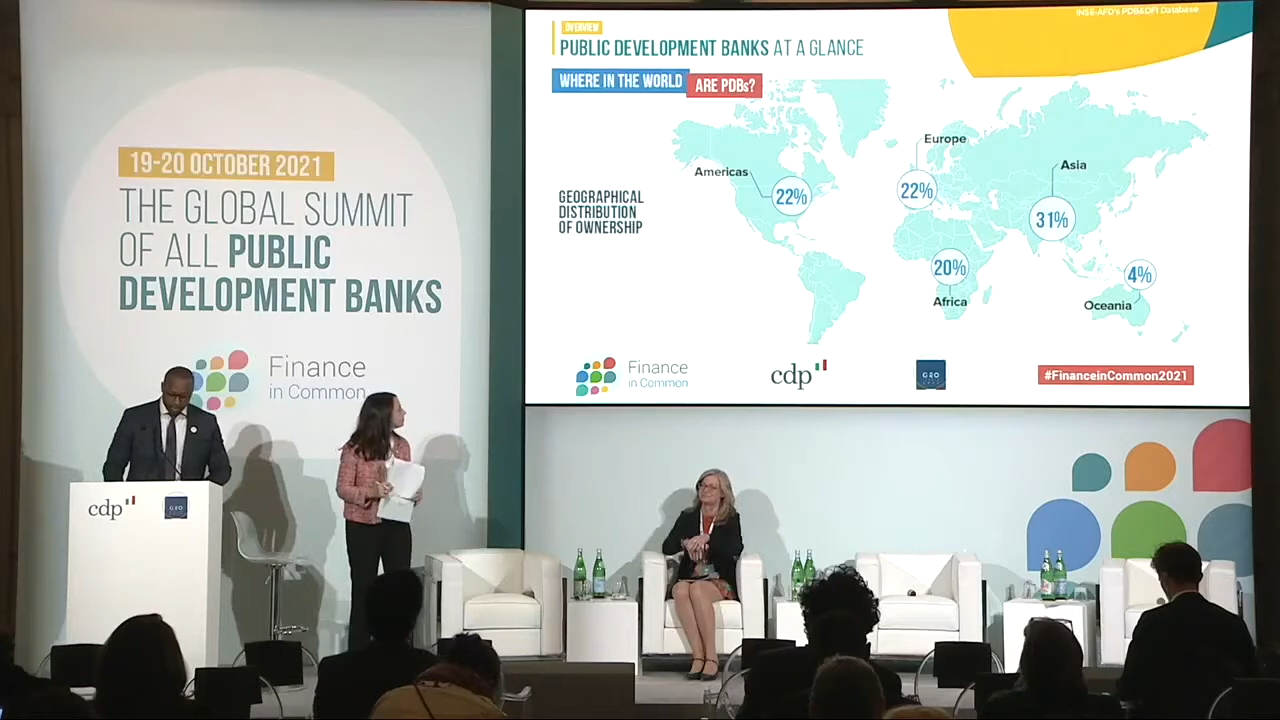 19-20 OCTOBER 2021
THE GLOBAL SUMMIT
OF ALL PUBLIC
DEVELOPMENT BANKS
Finance
in Common
cdp
INSE-AFD's PDB&DFI Database
OVERVIEW
PUBLIC DEVELOPMENT BANKS AT A GLANCE
WHERE IN THE WORLD
ARE PDBs?
GEOGRAPHICAL
DISTRIBUTION
OF OWNERSHIP
Americas
22%
Europe
22%
Asia
31%
20%
Africa
4%
Oceania
Finance
in Common
cdp
G20
#FinanceinCommon2021